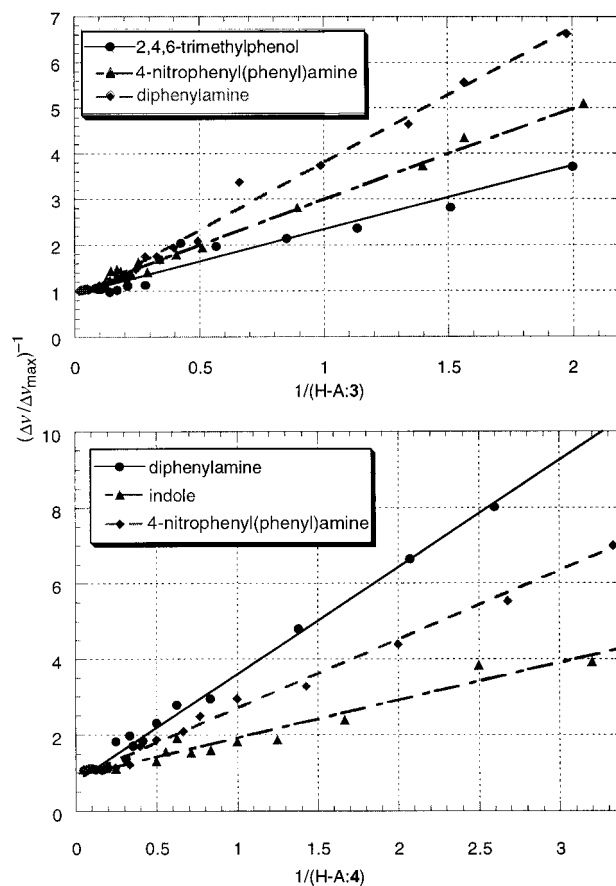 7
6
5
4
3
2
1
0
2,4,6-trimethylphenol
4-nitrophenyl(phenyl)amine
diphenylamine
0
0.5
1
1.5
2
1/(H-A:3)
(Δν/Δνmax)⁻¹
10
8
6
4
2
0
diphenylamine
indole
4-nitrophenyl(phenyl)amine
0
0.5
1
1.5
2
2.5
3
1/(H-A:4)